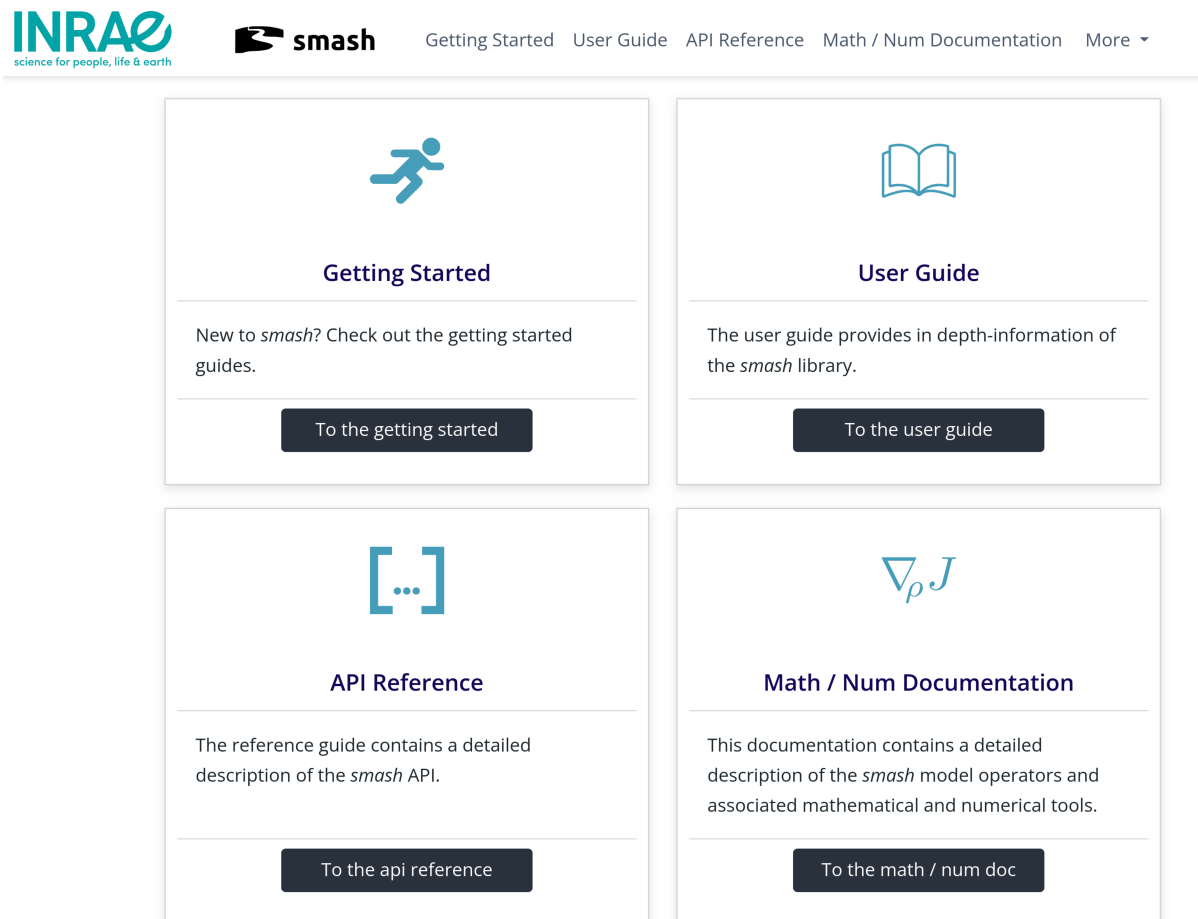 INRAE
science for people, life & earth
smash
Getting Started User Guide API Reference Math / Num Documentation More
Getting Started
New to smash? Check out the getting started
guides.
To the getting started
User Guide
The user guide provides in depth-information of
the smash library.
To the user guide
[...]
API Reference
The reference guide contains a detailed
description of the smash API.
To the api reference
∇ρJ
Math / Num Documentation
This documentation contains a detailed
description of the smash model operators and
associated mathematical and numerical tools.
To the math / num doc